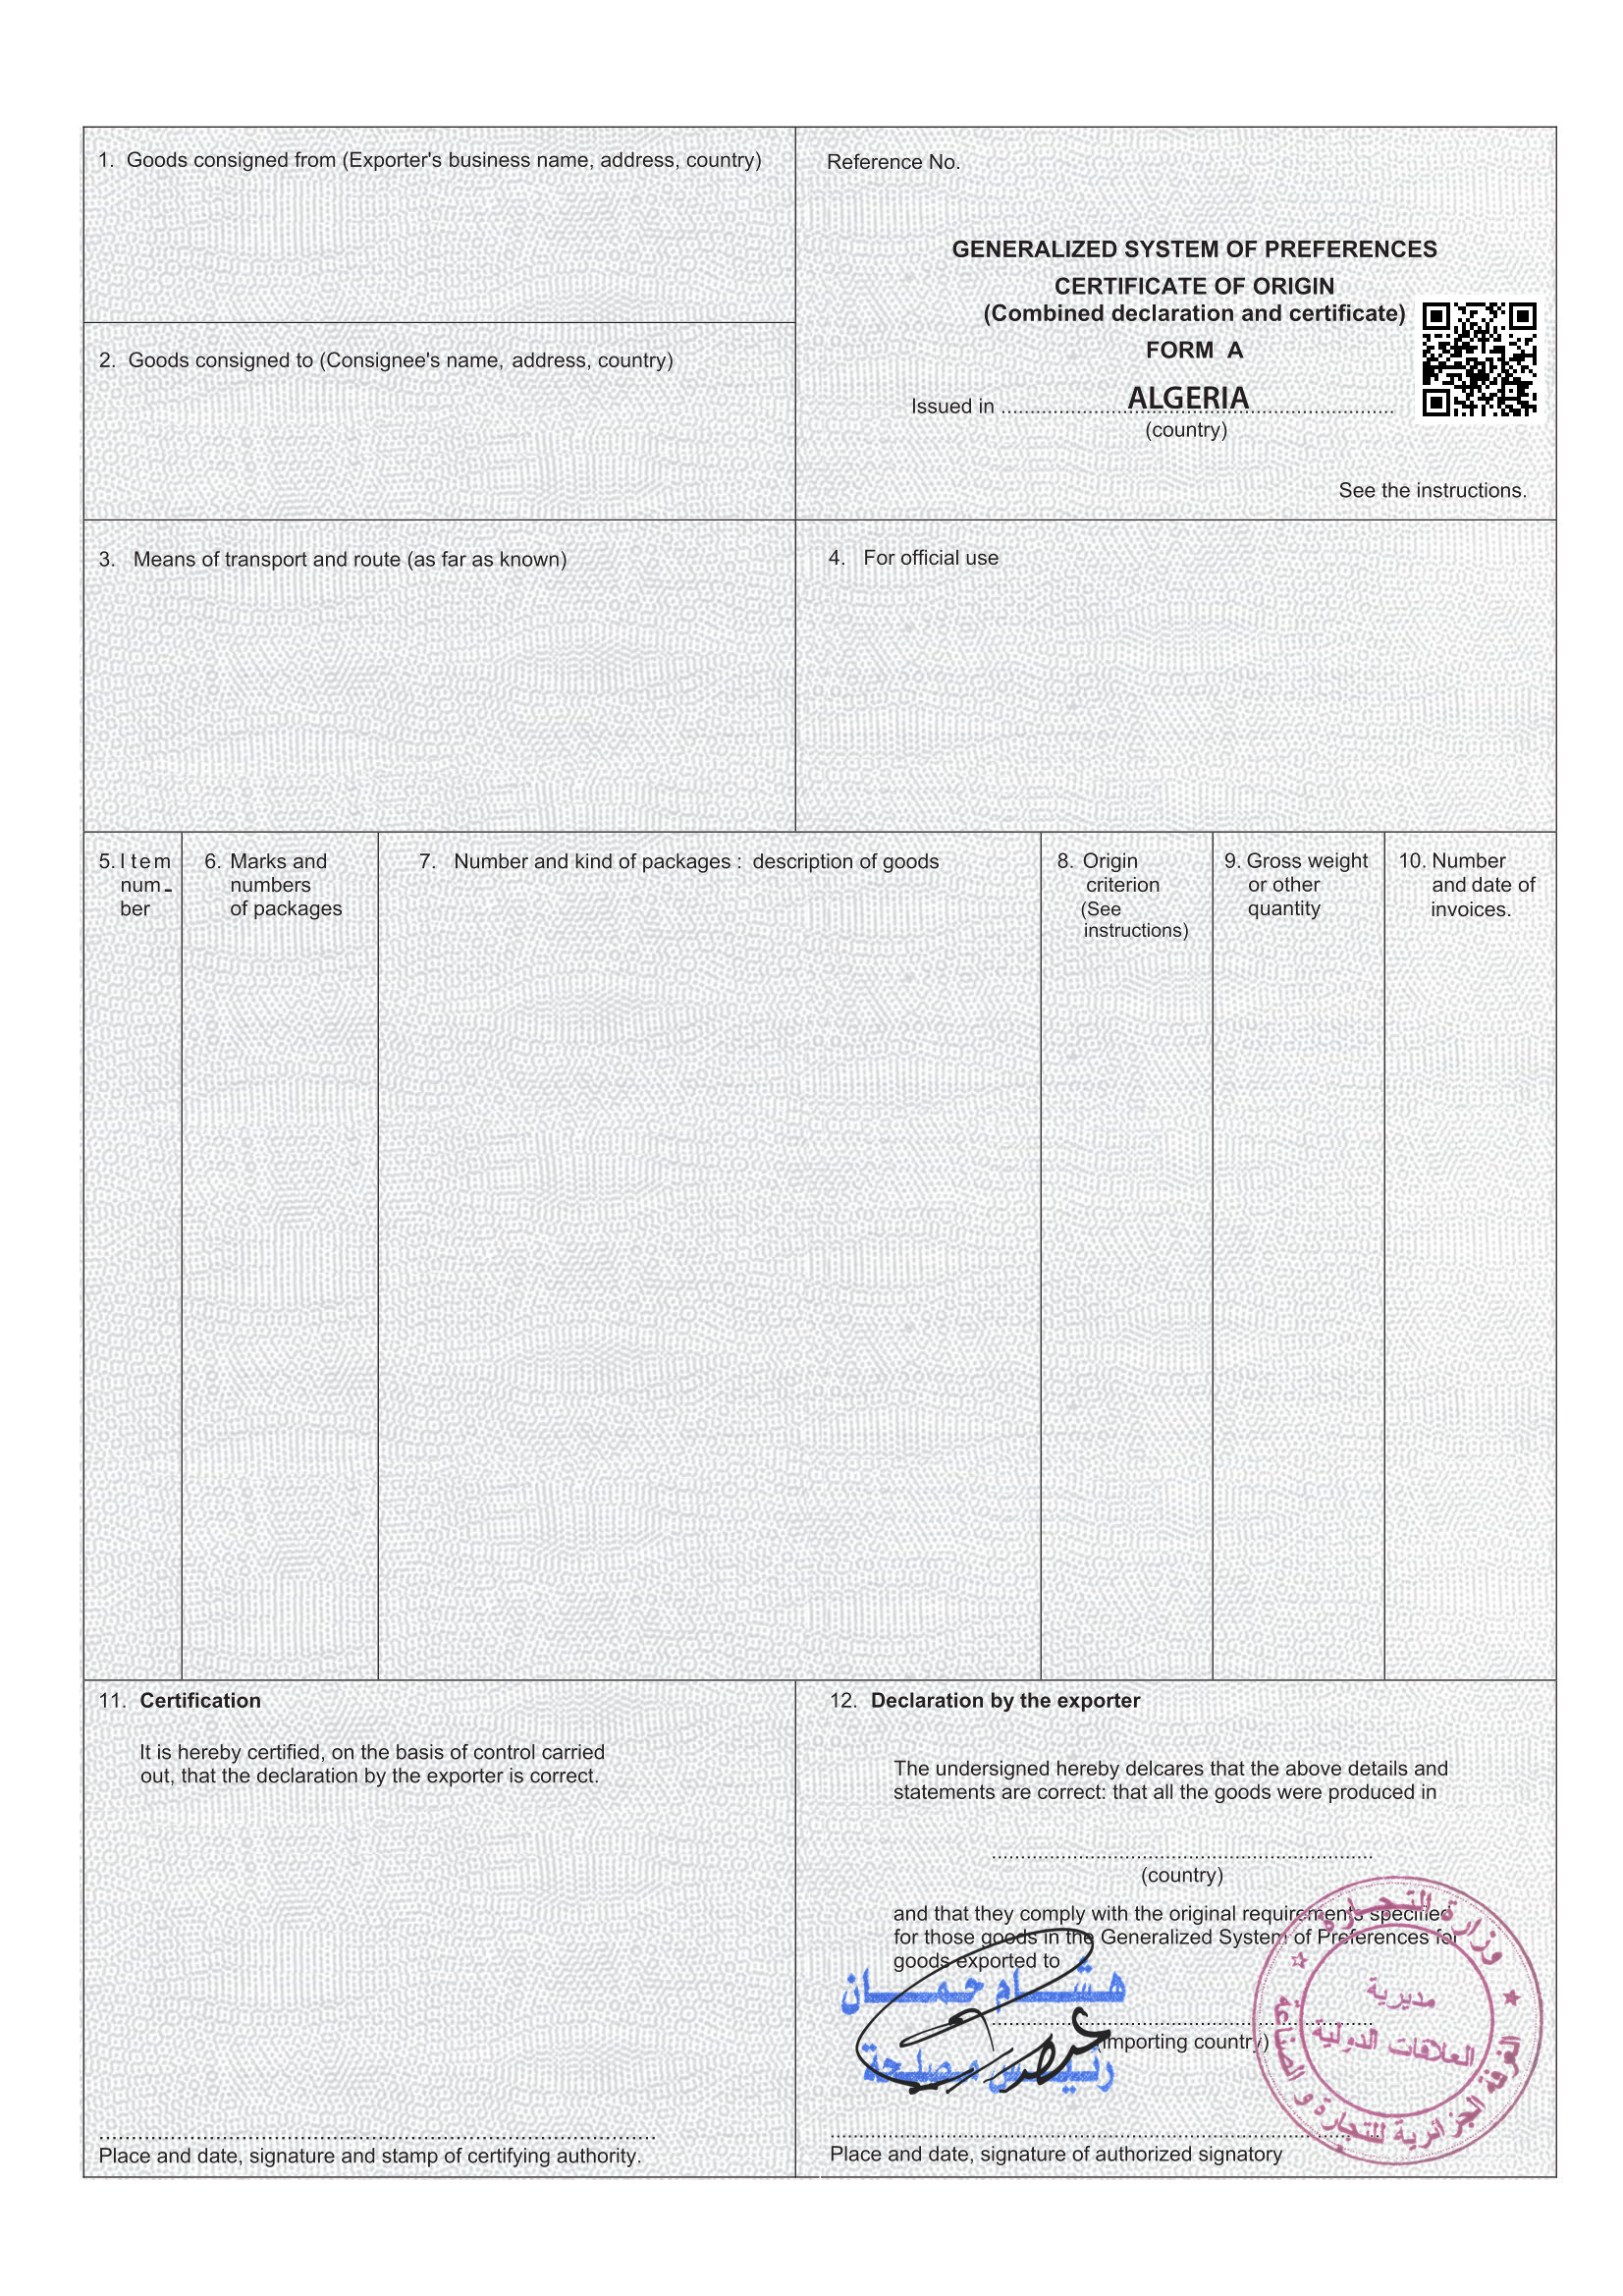 1. Goods consigned from (Exporter's business name, address, country)
Reference No.
GENERALIZED SYSTEM OF PREFERENCES
CERTIFICATE OF ORIGIN
(Combined declaration and certificate)
FORM A
Issued in ........ ALGERIA ........
(country)
See the instructions.
2. Goods consigned to (Consignee's name, address, country)
3. Means of transport and route (as far as known)
4. For official use
5. Item
num-
ber
6. Marks and
numbers
of packages
7. Number and kind of packages : description of goods
8. Origin
criterion
(See
instructions)
9. Gross weight
or other
quantity
10. Number
and date of
invoices.
11. Certification
It is hereby certified, on the basis of control carried
out, that the declaration by the exporter is correct.
Place and date, signature and stamp of certifying authority.
12. Declaration by the exporter
The undersigned hereby delcares that the above details and
statements are correct: that all the goods were produced in
(country)
and that they comply with the original requirements specified
for those goods in the Generalized System of Preferences for
goods exported to
هشام حمان
(importing country)
رئيس مصلحة
وزارة التجارة
مديرية
العلاقات الدولية
الغرفة الجزائرية للتجارة و الصناعة
Place and date, signature of authorized signatory